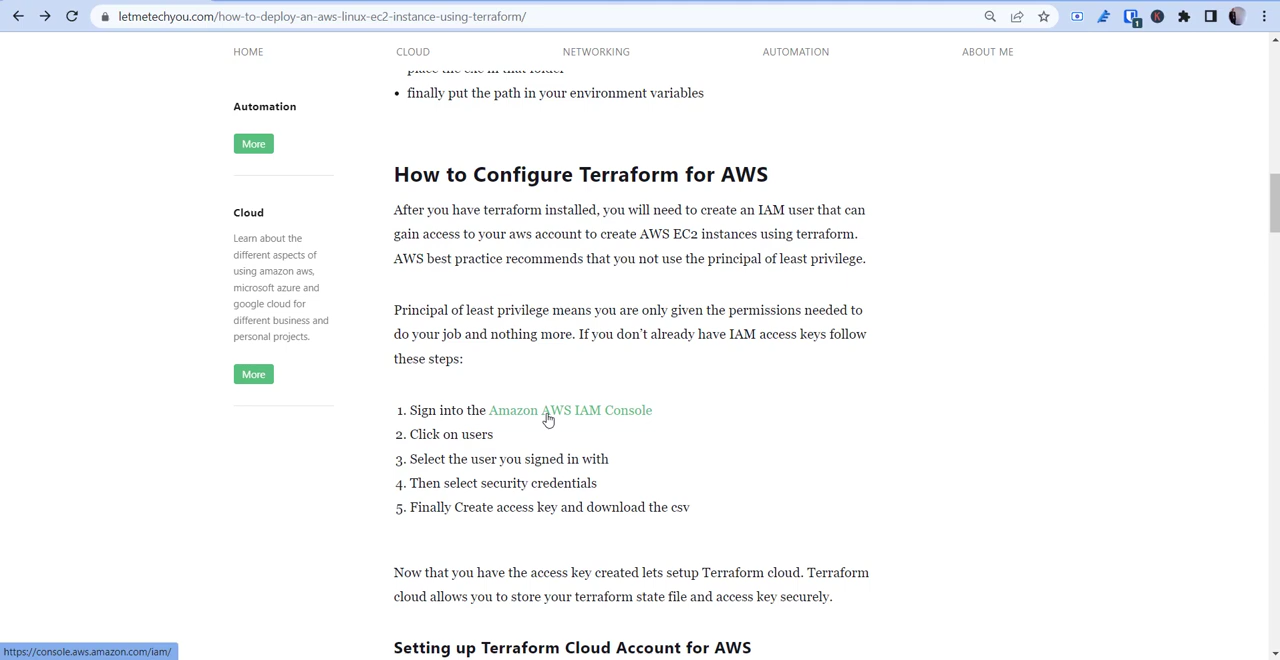 letmetechyou.com/how-to-deploy-an-aws-linux-ec2-instance-using-terraform/
1
K
HOME CLOUD NETWORKING AUTOMATION ABOUT ME
place the exe in that folder
• finally put the path in your environment variables
Automation
More
Cloud
Learn about the
different aspects of
using amazon aws,
microsoft azure and
google cloud for
different business and
personal projects.
More
How to Configure Terraform for AWS
After you have terraform installed, you will need to create an IAM user that can
gain access to your aws account to create AWS EC2 instances using terraform.
AWS best practice recommends that you not use the principal of least privilege.
Principal of least privilege means you are only given the permissions needed to
do your job and nothing more. If you don’t already have IAM access keys follow
these steps:
1. Sign into the Amazon AWS IAM Console
2. Click on users
3. Select the user you signed in with
4. Then select security credentials
5. Finally Create access key and download the csv
Now that you have the access key created lets setup Terraform cloud. Terraform
cloud allows you to store your terraform state file and access key securely.
Setting up Terraform Cloud Account for AWS
https://console.aws.amazon.com/iam/